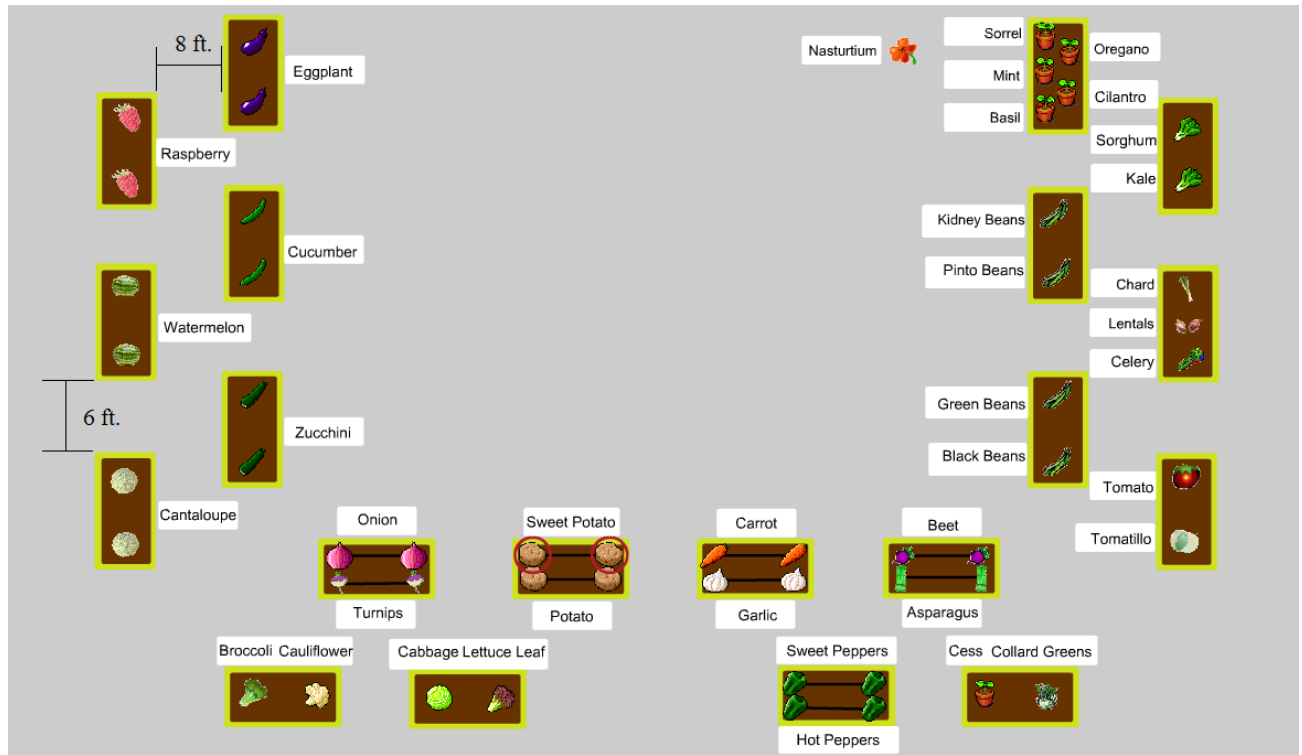 8 ft.
Eggplant
Raspberry
Cucumber
Watermelon
6 ft.
Zucchini
Cantaloupe
Nasturtium
Sorrel
Oregano
Mint
Cilantro
Basil
Sorghum
Kale
Kidney Beans
Pinto Beans
Chard
Lentals
Celery
Green Beans
Black Beans
Tomato
Tomatillo
Onion
Turnips
Sweet Potato
Potato
Carrot
Garlic
Beet
Asparagus
Broccoli Cauliflower
Cabbage Lettuce Leaf
Sweet Peppers
Hot Peppers
Cess Collard Greens